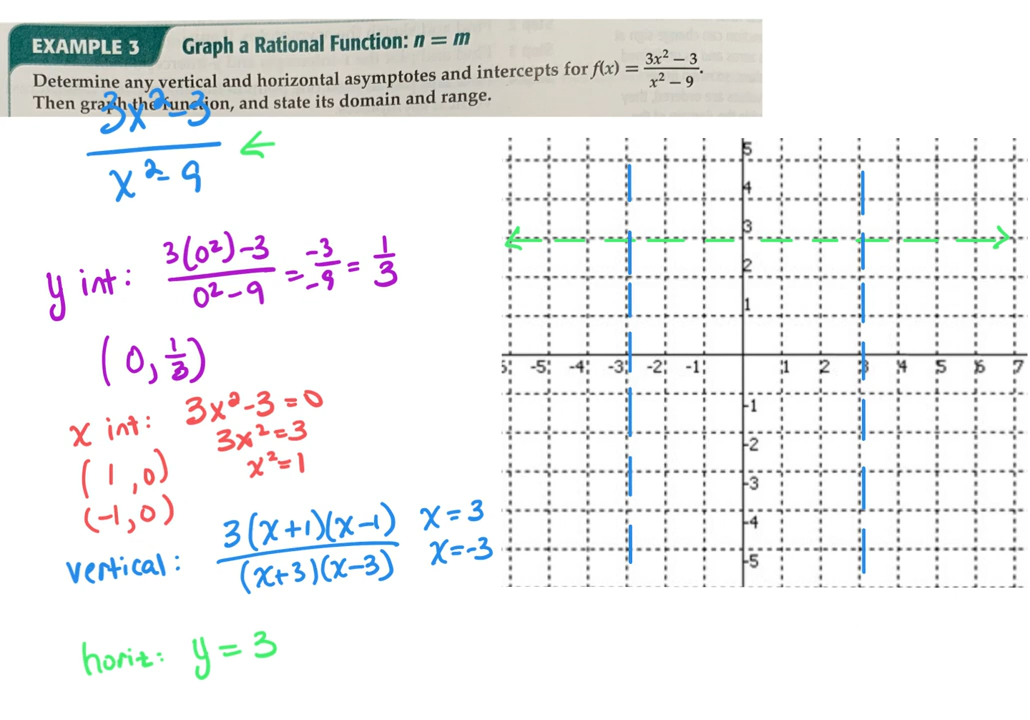 EXAMPLE 3 Graph a Rational Function: n = m
Determine any vertical and horizontal asymptotes and intercepts for f(x) = (3x² − 3)/(x² − 9).
Then graph the function, and state its domain and range.
3x²-3
x²-9
y int: (3(0²)-3)/(0²-9) = -3/-9 = 1/3
(0, 1/3)
x int: 3x²-3=0
3x²=3
(1,0) x²=1
(-1,0)
vertical: 3(x+1)(x-1)/(x+3)(x-3) x=3
x=-3
horiz: y=3
5
4
3
2
1
-5 -4 -3 -2 -1 1 2 3 4 5 6 7
-1
-2
-3
-4
-5